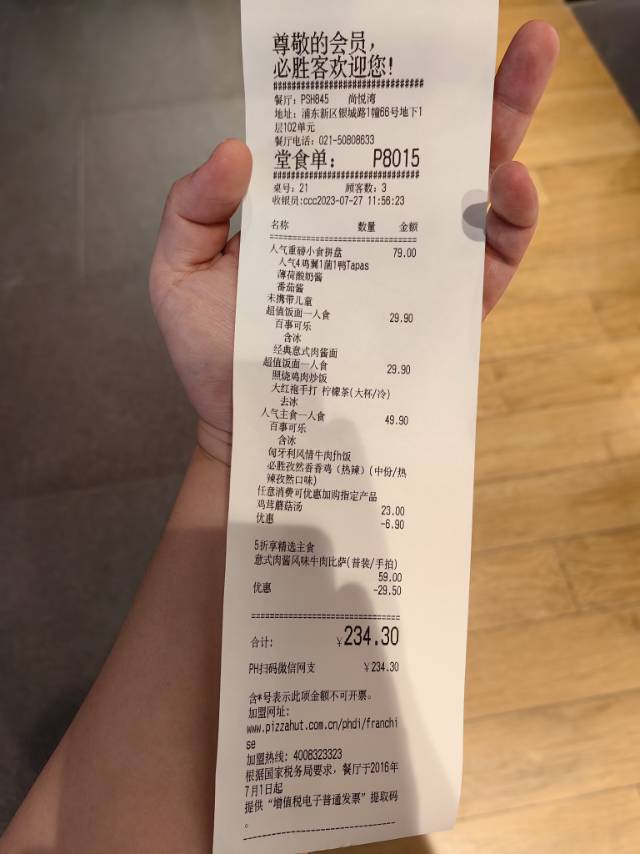 尊敬的会员，
必胜客欢迎您!
##############################
餐厅: PSH845 尚悦湾
地址: 浦东新区银城路1幢66号地下1
层102单元
餐厅电话: 021-50808633
堂食单: P8015
##############################
桌号: 21 顾客数: 3
收银员:ccc2023-07-27 11:56:23
名称 数量 金额
==============================
人气重磅小食拼盘 79.00
人气4鸡翼1菌1鸭Tapas
薄荷酸奶酱
番茄酱
未携带儿童
超值饭面一人食 29.90
百事可乐
含冰
经典意式肉酱面
超值饭面一人食 29.90
照烧鸡肉炒饭
大红袍手打 柠檬茶(大杯/冷)
去冰
人气主食一人食 49.90
百事可乐
含冰
匈牙利风情牛肉fh饭
必胜孜然香香鸡 (热辣) (中份/热
辣孜然口味)
任意消费可优惠加购指定产品
鸡茸蘑菇汤 23.00
优惠 -6.90
5折享精选主食
意式肉酱风味牛肉比萨(普装/手拍)
59.00
优惠 -29.50
==============================
合计: ¥234.30
PH扫码微信网支 ¥234.30
含*号表示此项金额不可开票。
加盟网址:
www.pizzahut.com.cn/phdi/franchi
se
加盟热线: 4008323323
根据国家税务局要求，餐厅于2016年
7月1日起
提供“增值税电子普通发票”提取码
。
------------------------------